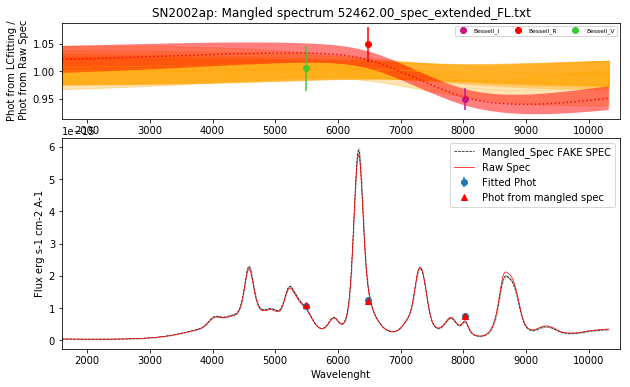 SN2002ap: Mangled spectrum 52462.00_spec_extended_FL.txt
Phot from LCfitting /
Phot from Raw Spec
1.05
1.00
0.95
Bessell_I
Bessell_R
Bessell_V
2000 3000 4000 5000 6000 7000 8000 9000 10000
Flux erg s-1 cm-2 A-1
6
5
4
3
2
1
0
Mangled_Spec FAKE SPEC
Raw Spec
Fitted Phot
Phot from mangled spec
2000 3000 4000 5000 6000 7000 8000 9000 10000
Wavelenght